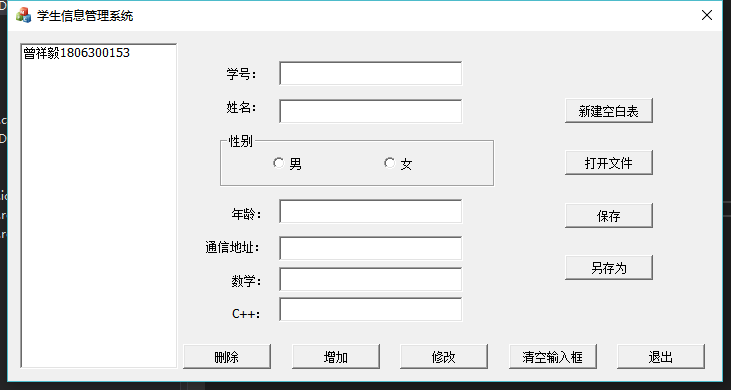 学生信息管理系统
曾祥毅1806300153
学号：
姓名：
性别
男
女
年龄：
通信地址：
数学：
C++：
新建空白表
打开文件
保存
另存为
删除
增加
修改
清空输入框
退出